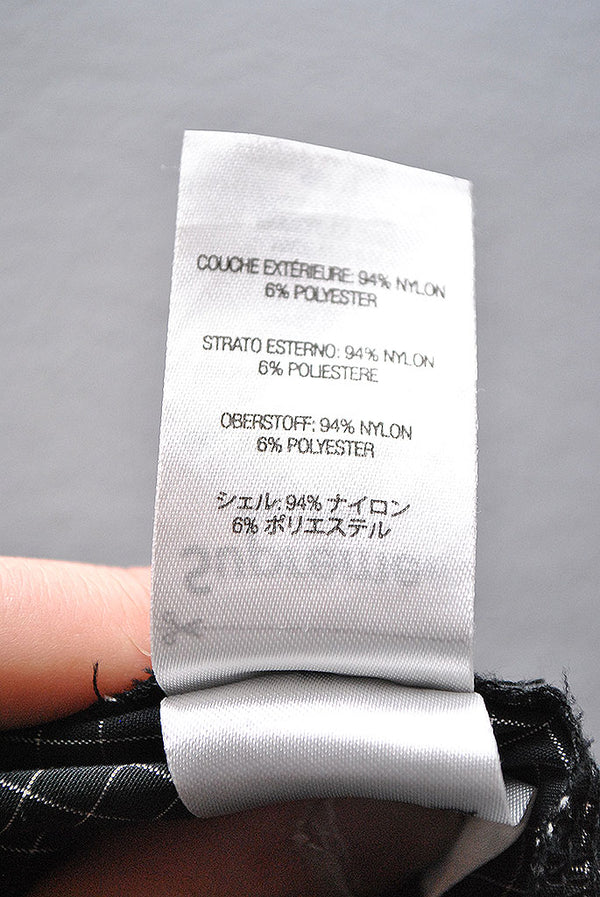 COUCHE EXTÉRIEURE: 94% NYLON
6% POLYESTER
STRATO ESTERNO: 94% NYLON
6% POLIESTERE
OBERSTOFF: 94% NYLON
6% POLYESTER
シェル: 94% ナイロン
6% ポリエステル